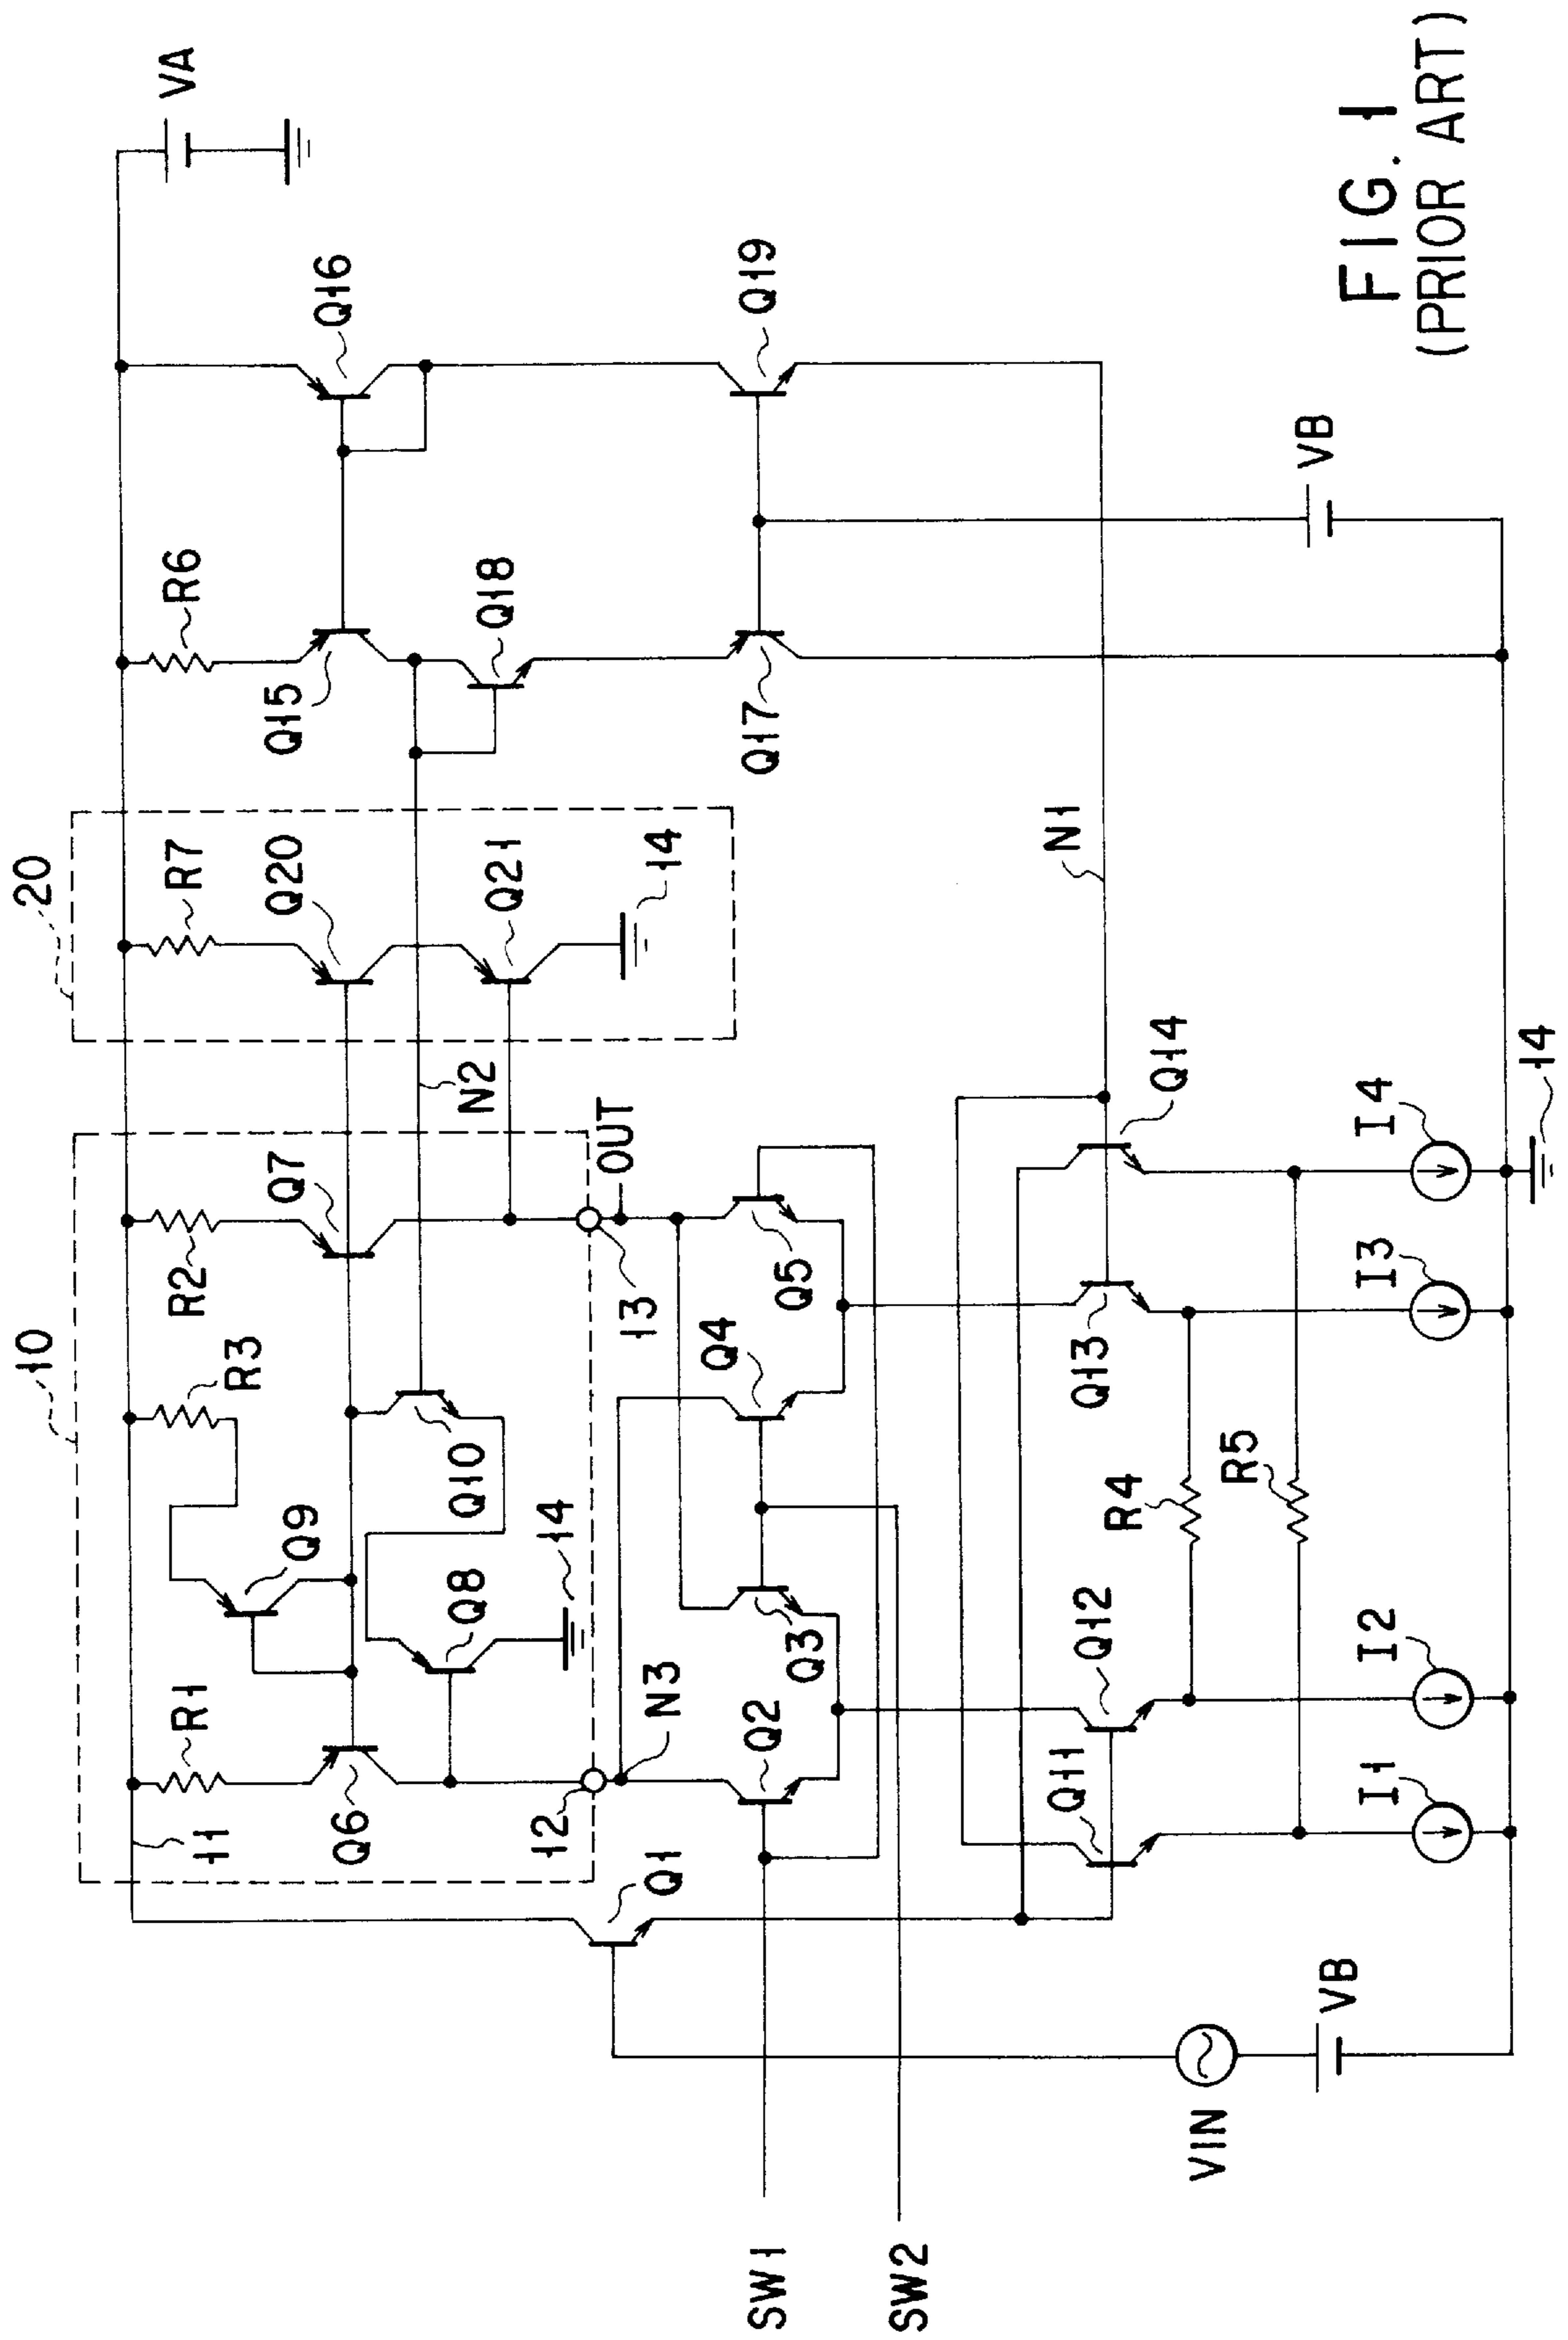 20
10
R7
R6
VA
R2
R3
R1
11
Q7
Q9
Q6
Q10
Q8
14
12
N2
Q20
Q21
14
Q15
Q18
Q16
Q17
Q19
OUT
13
N3
Q1
Q2
Q3
Q4
Q5
N1
SW1
SW2
Q11
Q12
Q13
Q14
R4
R5
VIN
VB
VB
I1
I2
I3
I4
14
FIG. 1
(PRIOR ART)